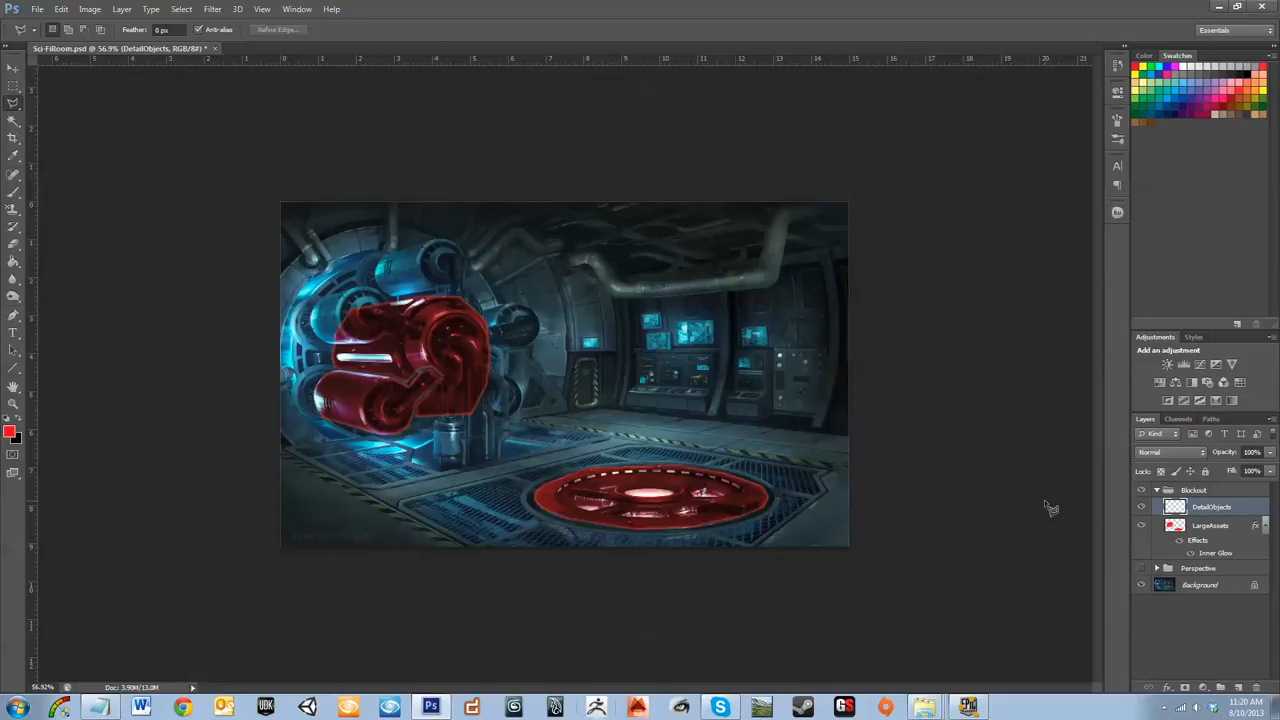 Ps File Edit Image Layer Type Select Filter 3D View Window Help
Feather: 0 px Anti-alias Refine Edge... Essentials
Sci-FiRoom.psd @ 56.9% (DetailObjects, RGB/8#) * ×
Color Swatches
Adjustments Styles
Add an adjustment
Layers Channels Paths
Kind
Normal Opacity: 100%
Lock: Fill: 100%
Blockout
DetailObjects
LargeAssets fx
Effects
Inner Glow
Perspective
Background
56.92% Doc: 3.90M/13.0M
11:20 AM
8/10/2013